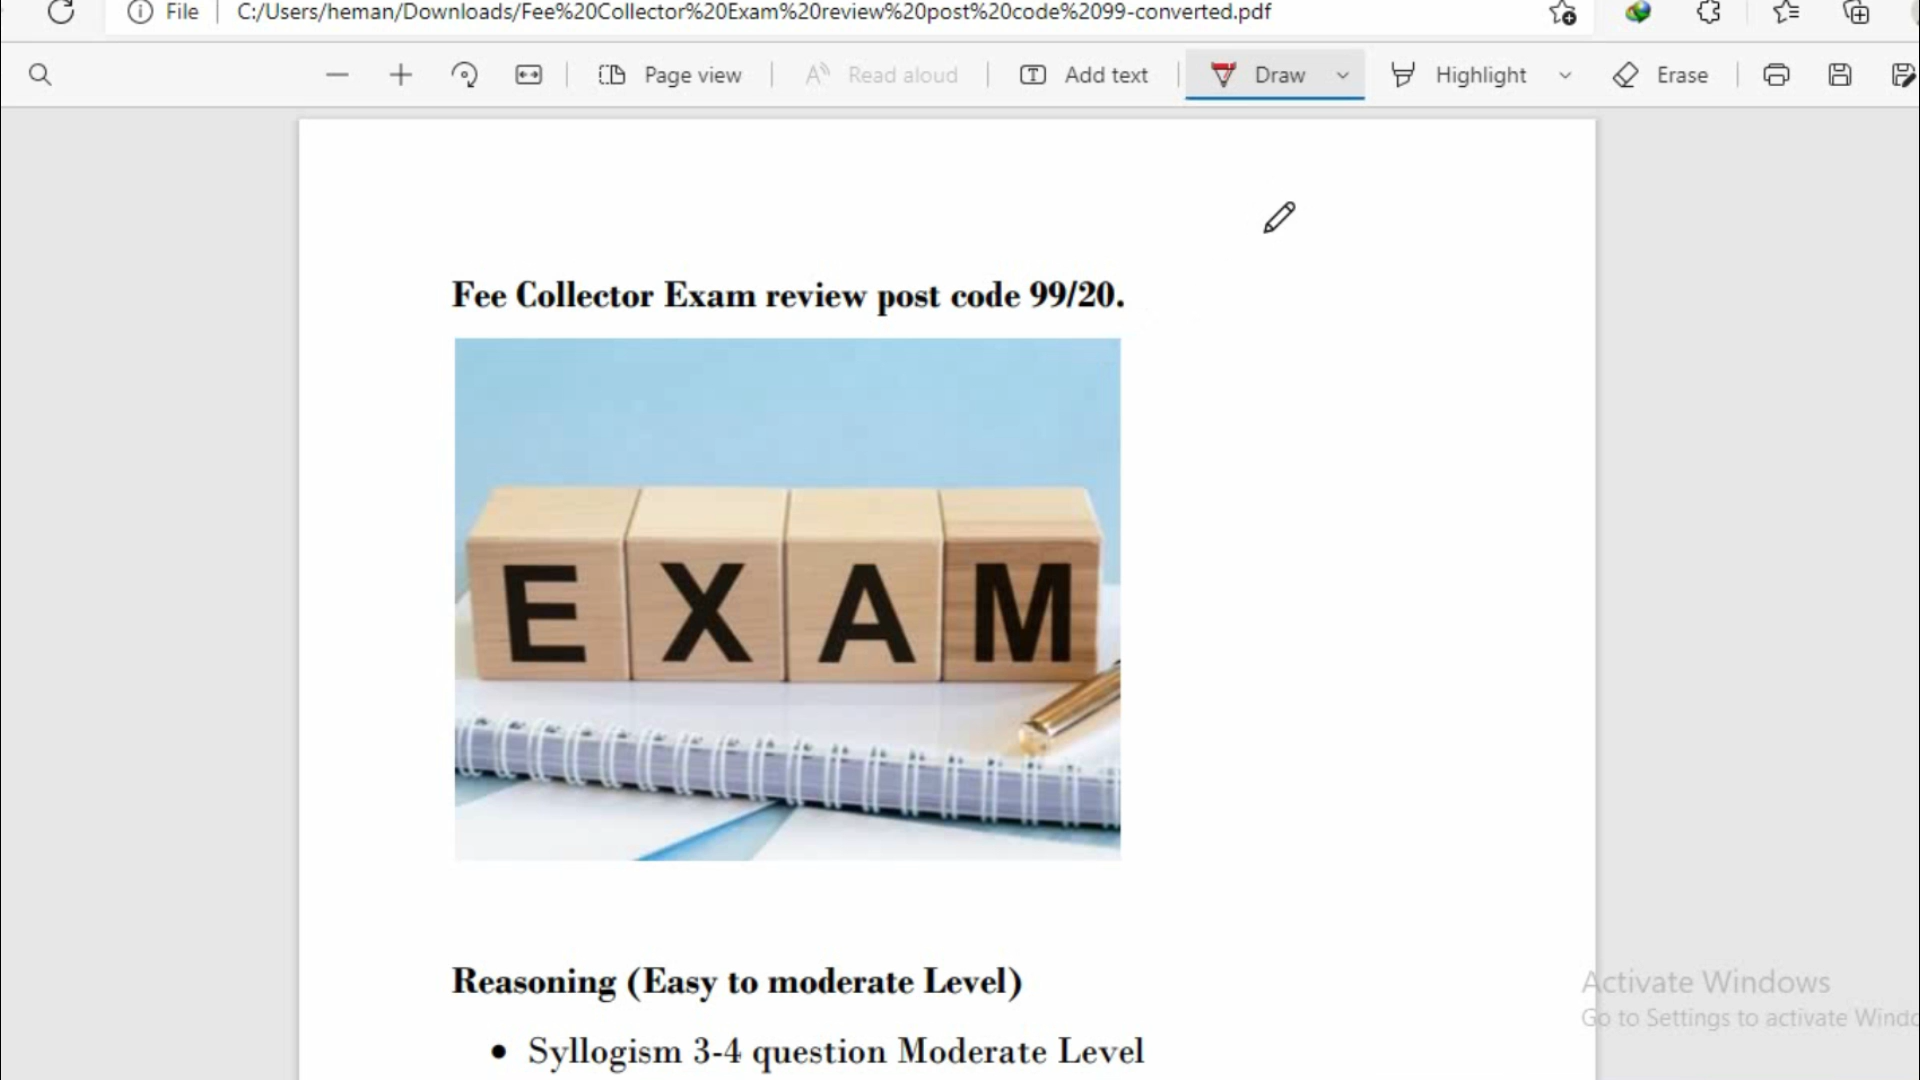 File C:/Users/heman/Downloads/Fee%20Collector%20Exam%20review%20post%20code%2099-converted.pdf
Page view Read aloud Add text Draw Highlight Erase
Fee Collector Exam review post code 99/20.
EXAM
Reasoning (Easy to moderate Level)
• Syllogism 3-4 question Moderate Level
Activate Windows
Go to Settings to activate Windo